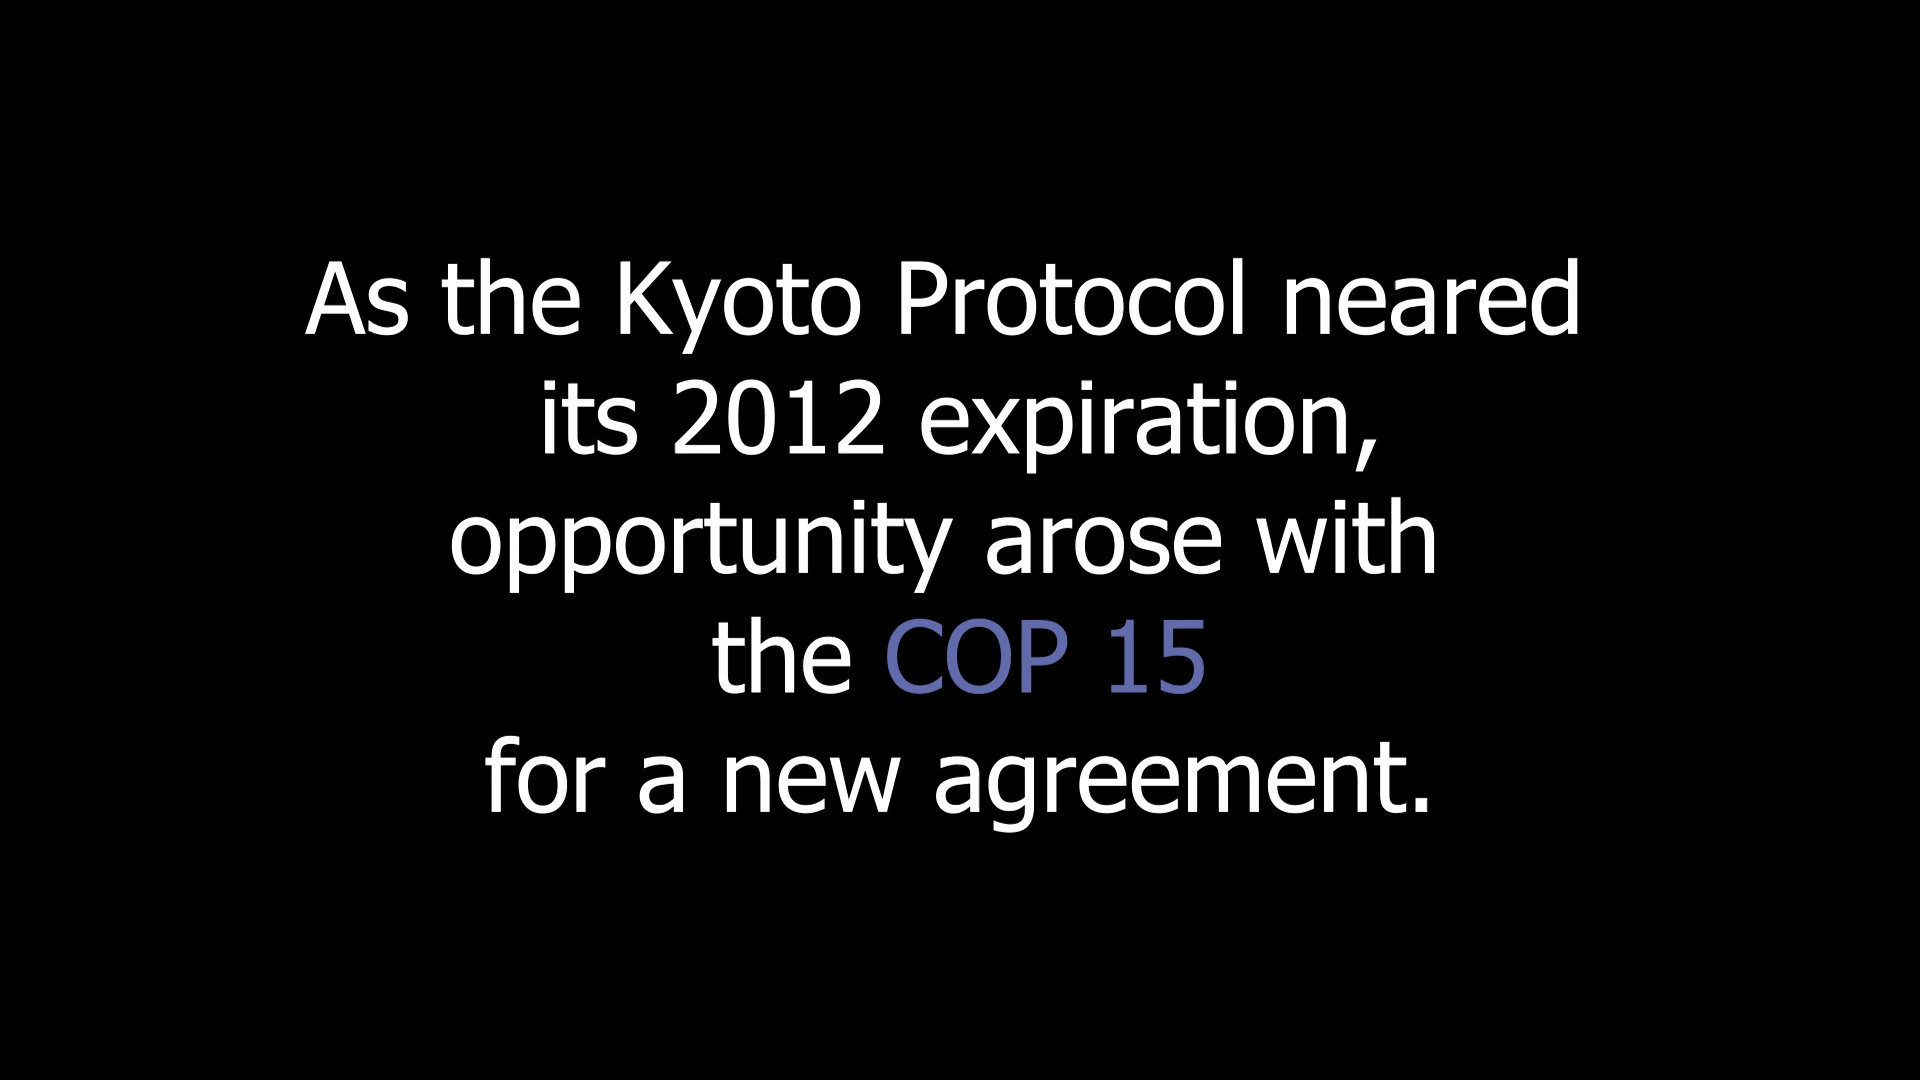 As the Kyoto Protocol neared
its 2012 expiration,
opportunity arose with
the COP 15
for a new agreement.